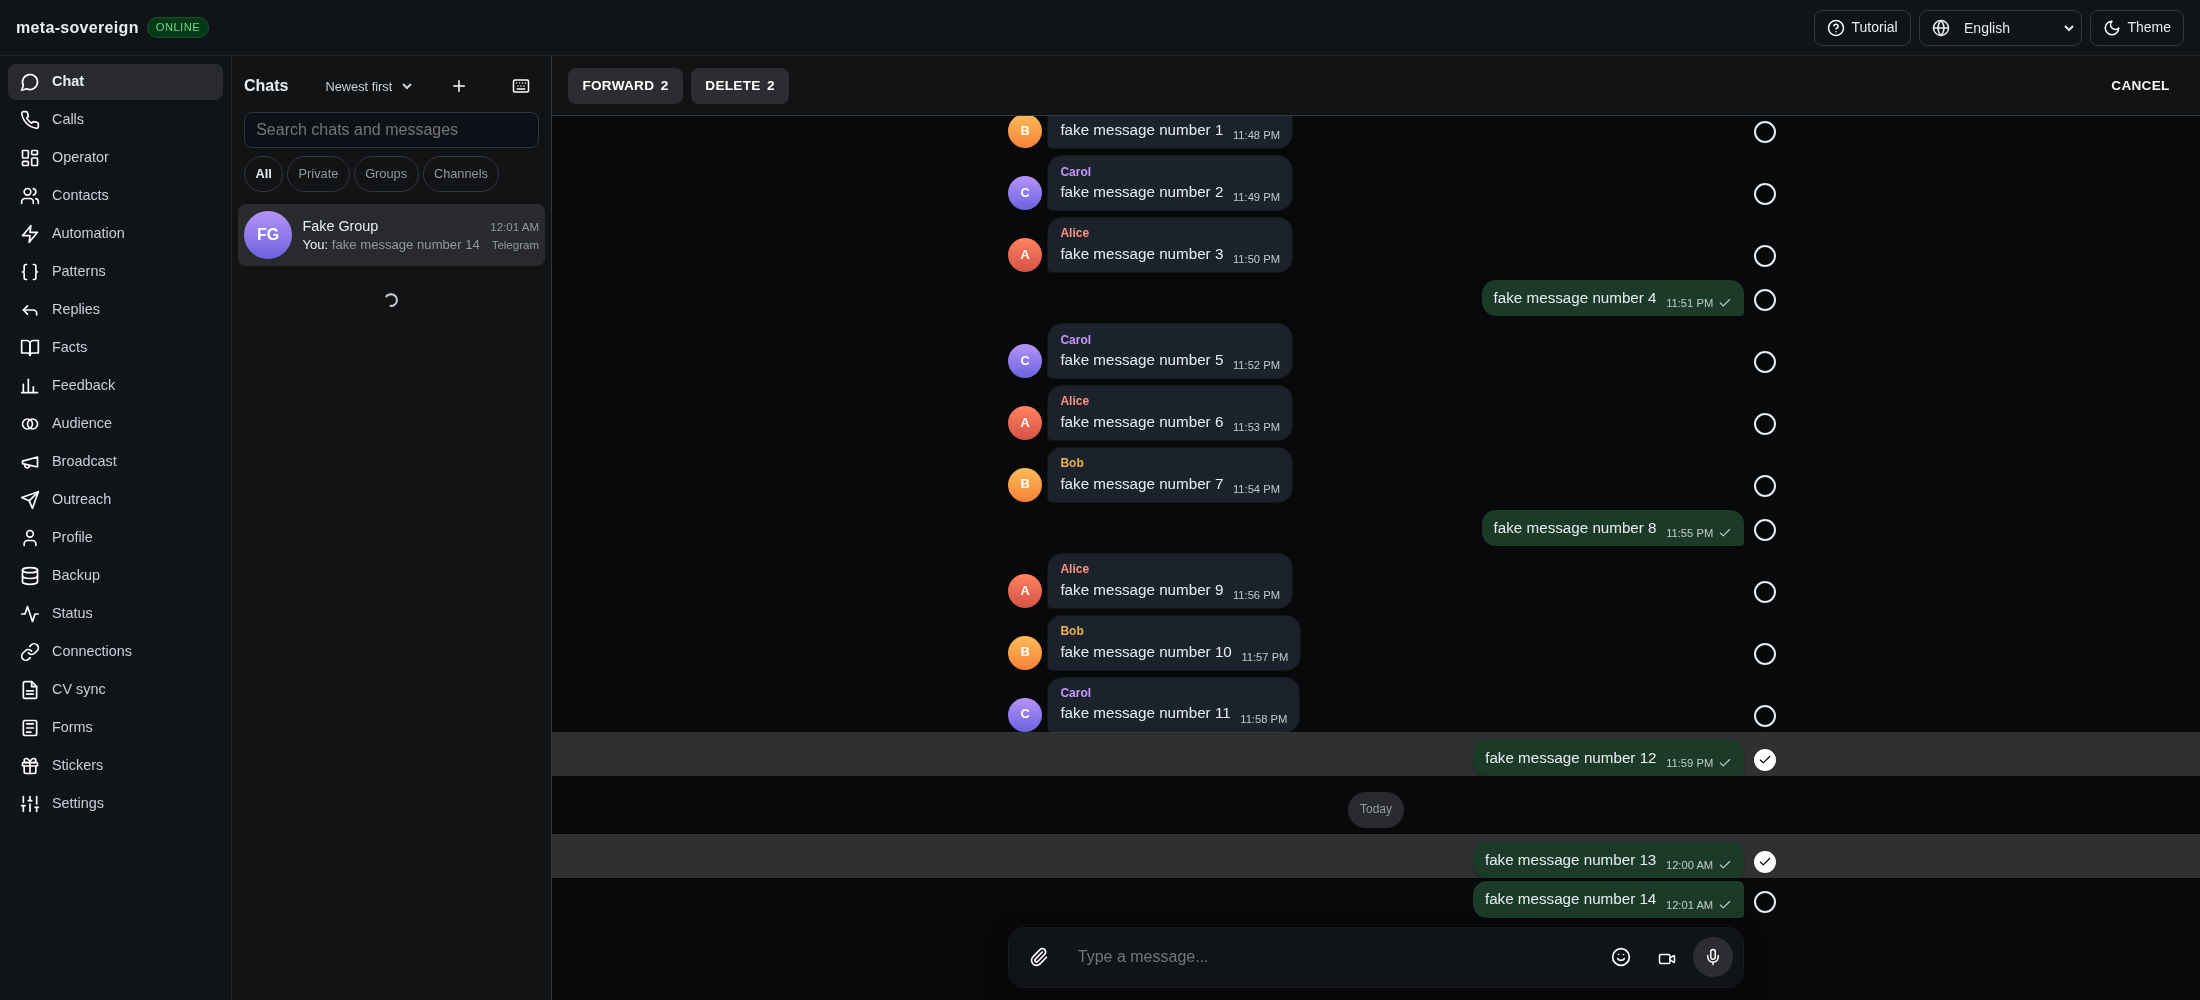 meta-sovereign ONLINE
Tutorial English Theme
Chat
Calls
Operator
Contacts
Automation
Patterns
Replies
Facts
Feedback
Audience
Broadcast
Outreach
Profile
Backup
Status
Connections
CV sync
Forms
Stickers
Settings
Chats Newest first
Search chats and messages
All Private Groups Channels
FG
Fake Group 12:01 AM
You: fake message number 14 Telegram
FORWARD 2 DELETE 2 CANCEL
B fake message number 1 11:48 PM
Carol
C fake message number 2 11:49 PM
Alice
A fake message number 3 11:50 PM
fake message number 4 11:51 PM
Carol
C fake message number 5 11:52 PM
Alice
A fake message number 6 11:53 PM
Bob
B fake message number 7 11:54 PM
fake message number 8 11:55 PM
Alice
A fake message number 9 11:56 PM
Bob
B fake message number 10 11:57 PM
Carol
C fake message number 11 11:58 PM
fake message number 12 11:59 PM
Today
fake message number 13 12:00 AM
fake message number 14 12:01 AM
Type a message...